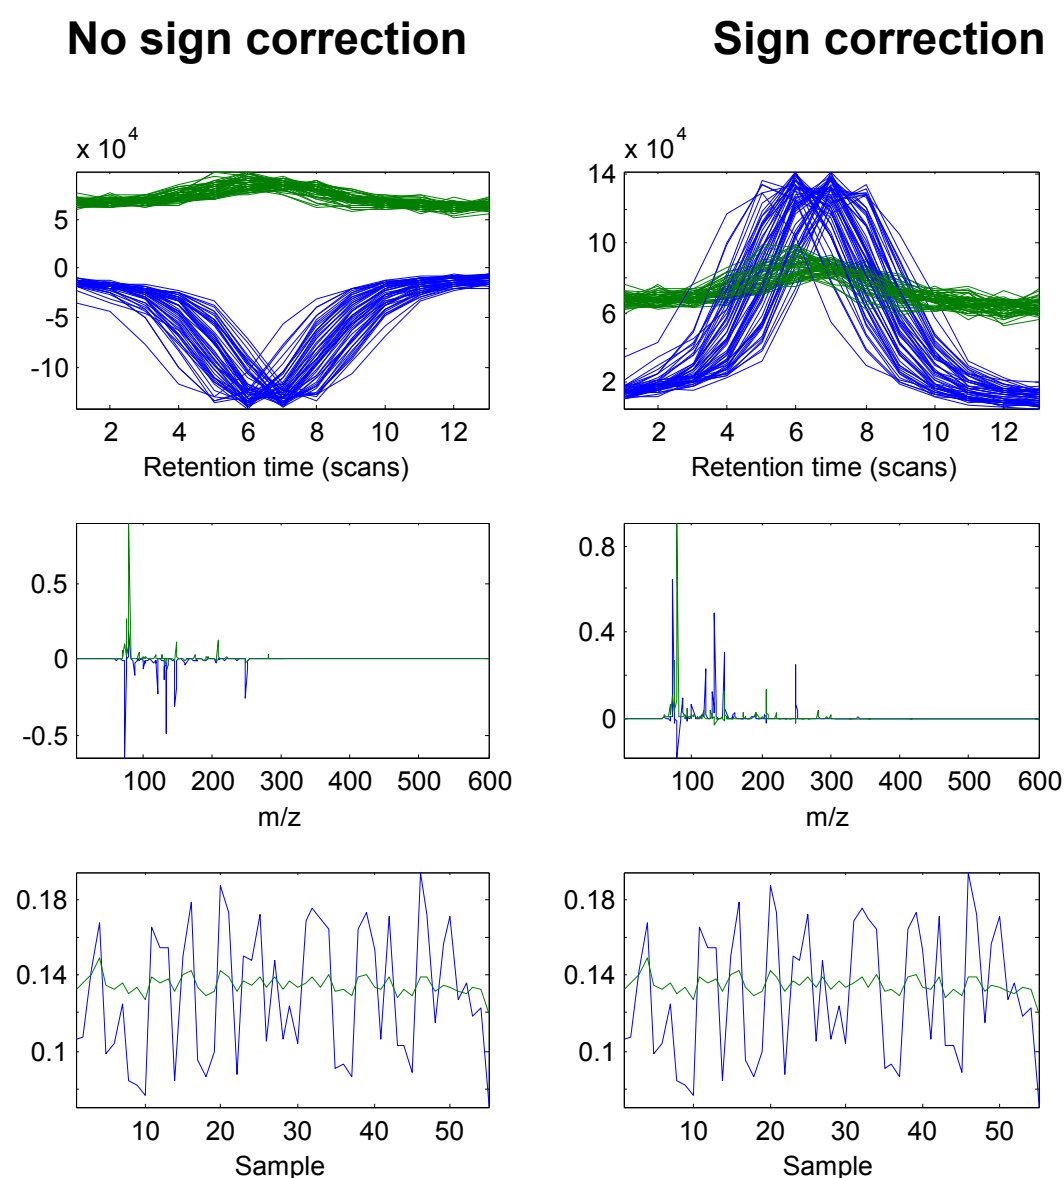 No sign correction
Sign correction
x 10^4
5
0
-5
-10
2 4 6 8 10 12
Retention time (scans)
x 10^4
14
10
6
2
2 4 6 8 10 12
Retention time (scans)
0.5
0
-0.5
100 200 300 400 500 600
m/z
0.8
0.4
0
100 200 300 400 500 600
m/z
0.18
0.14
0.1
10 20 30 40 50
Sample
0.18
0.14
0.1
10 20 30 40 50
Sample